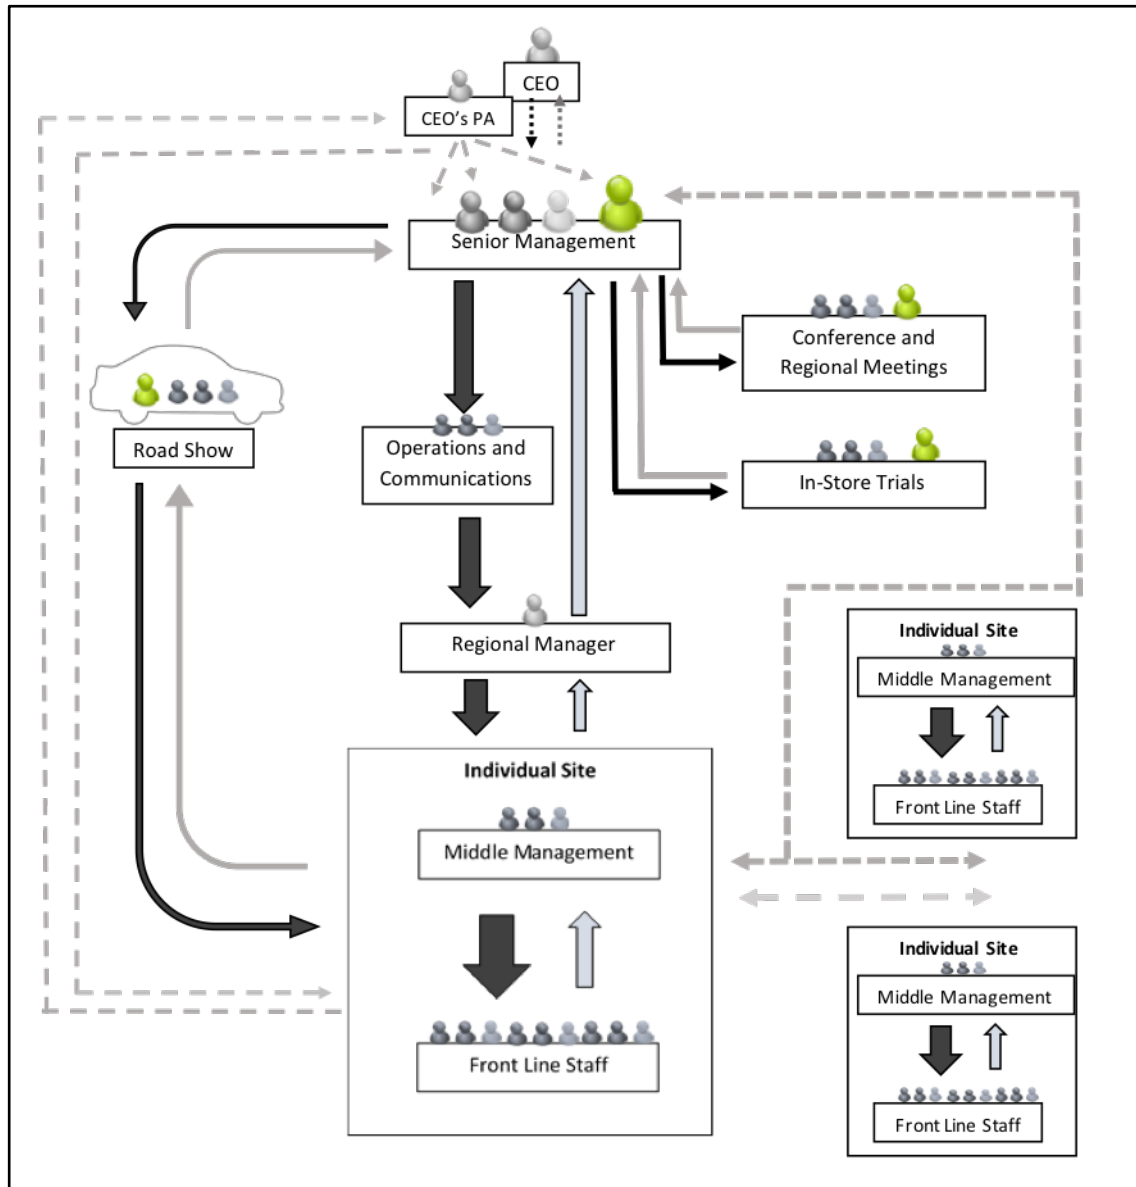 CEO
CEO's PA
Senior Management
Conference and
Regional Meetings
Road Show
Operations and
Communications
In-Store Trials
Regional Manager
Individual Site
Middle Management
Front Line Staff
Individual Site
Middle Management
Front Line Staff
Individual Site
Middle Management
Front Line Staff